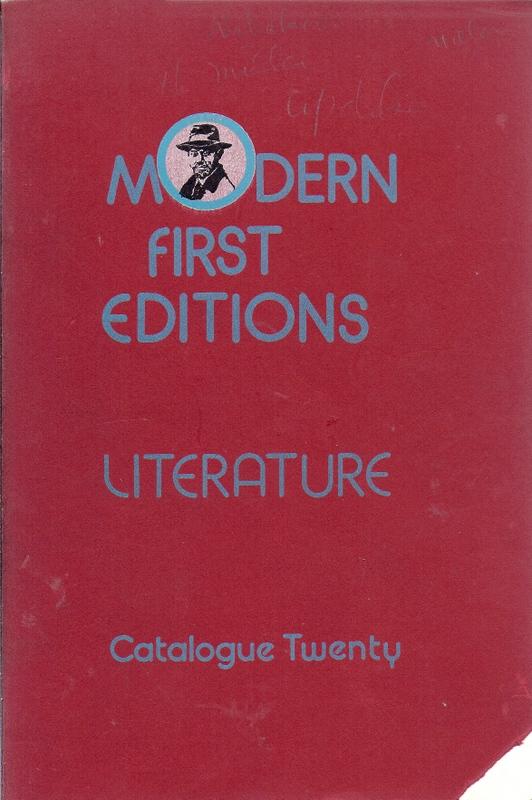 MODERN
FIRST
EDITIONS
LITERATURE
Catalogue Twenty